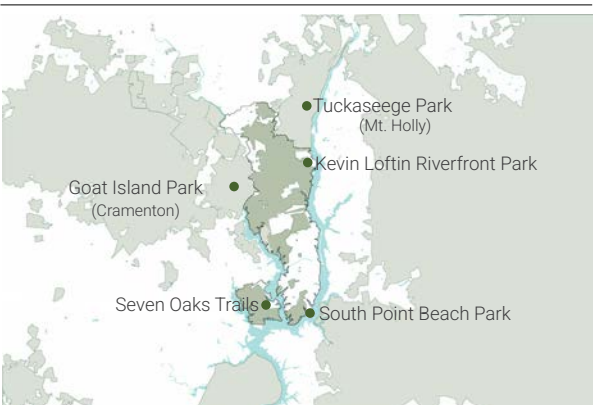 Tuckaseege Park
(Mt. Holly)
Kevin Loftin Riverfront Park
Goat Island Park
(Cramenton)
Seven Oaks Trails
South Point Beach Park